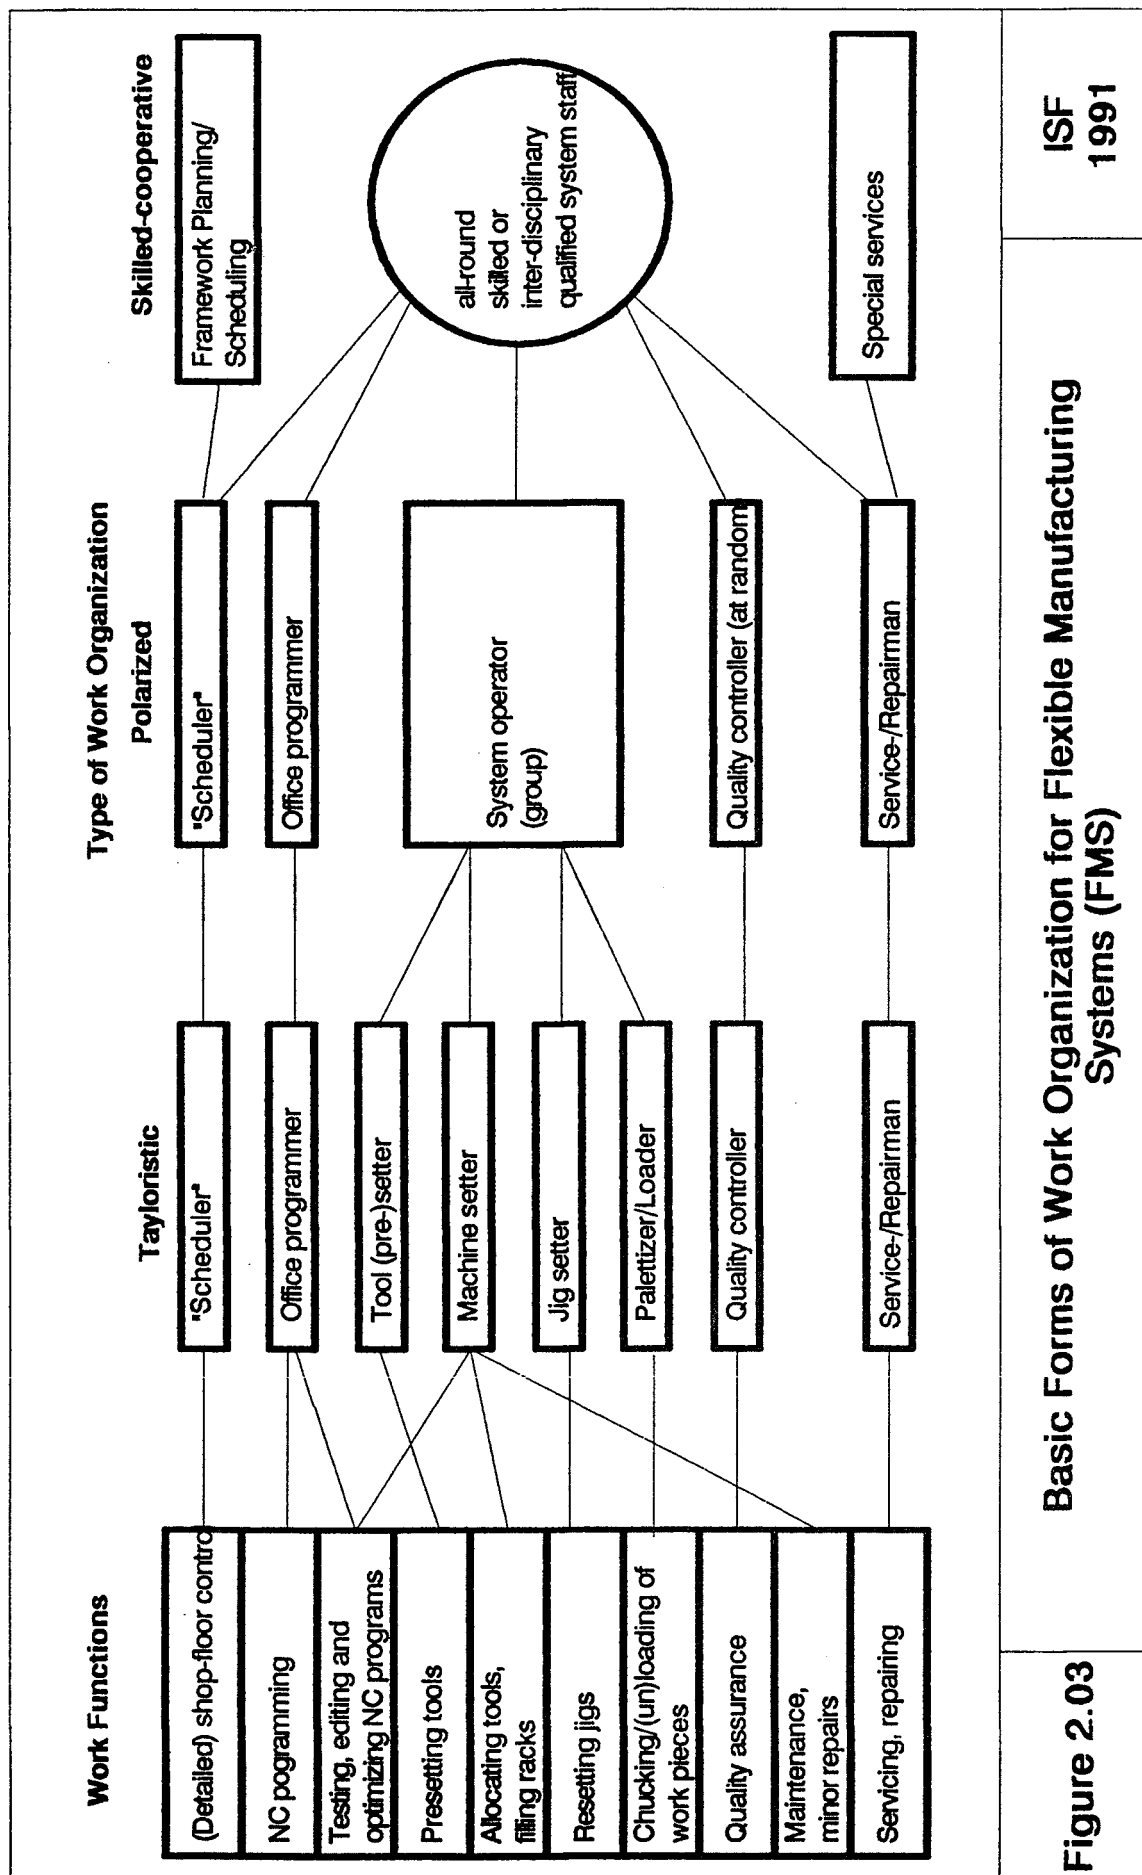 Type of Work Organization
Work Functions
Tayloristic
Polarized
Skilled-cooperative
(Detailed) shop-floor contro
NC pogramming
Testing, editing and
optimizing NC programs
Presetting tools
Allocating tools,
filling racks
Resetting jigs
Chucking/(un)loading of
work pieces
Quality assurance
Maintenance,
minor repairs
Servicing, repairing
"Scheduler"
Office programmer
Tool (pre-)setter
Machine setter
Jig setter
Palettizer/Loader
Quality controller
Service-/Repairman
"Scheduler"
Office programmer
System operator
(group)
Quality controller (at random
Service-/Repairman
Framework Planning/
Scheduling
all-round
skilled or
inter-disciplinary
qualified system staff
Special services
Figure 2.03
Basic Forms of Work Organization for Flexible Manufacturing
Systems (FMS)
ISF
1991